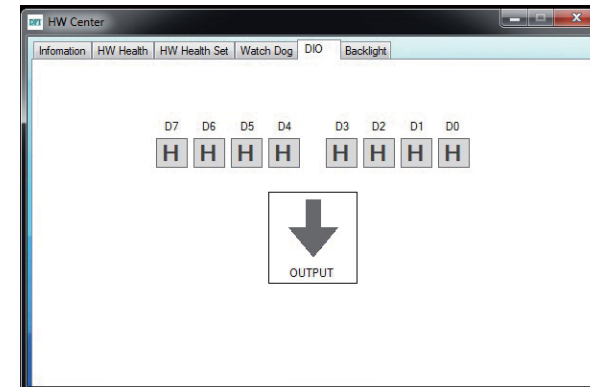 DFI HW Center
Infomation HW Health HW Health Set Watch Dog DIO Backlight
D7 D6 D5 D4 D3 D2 D1 D0
H H H H H H H H
OUTPUT